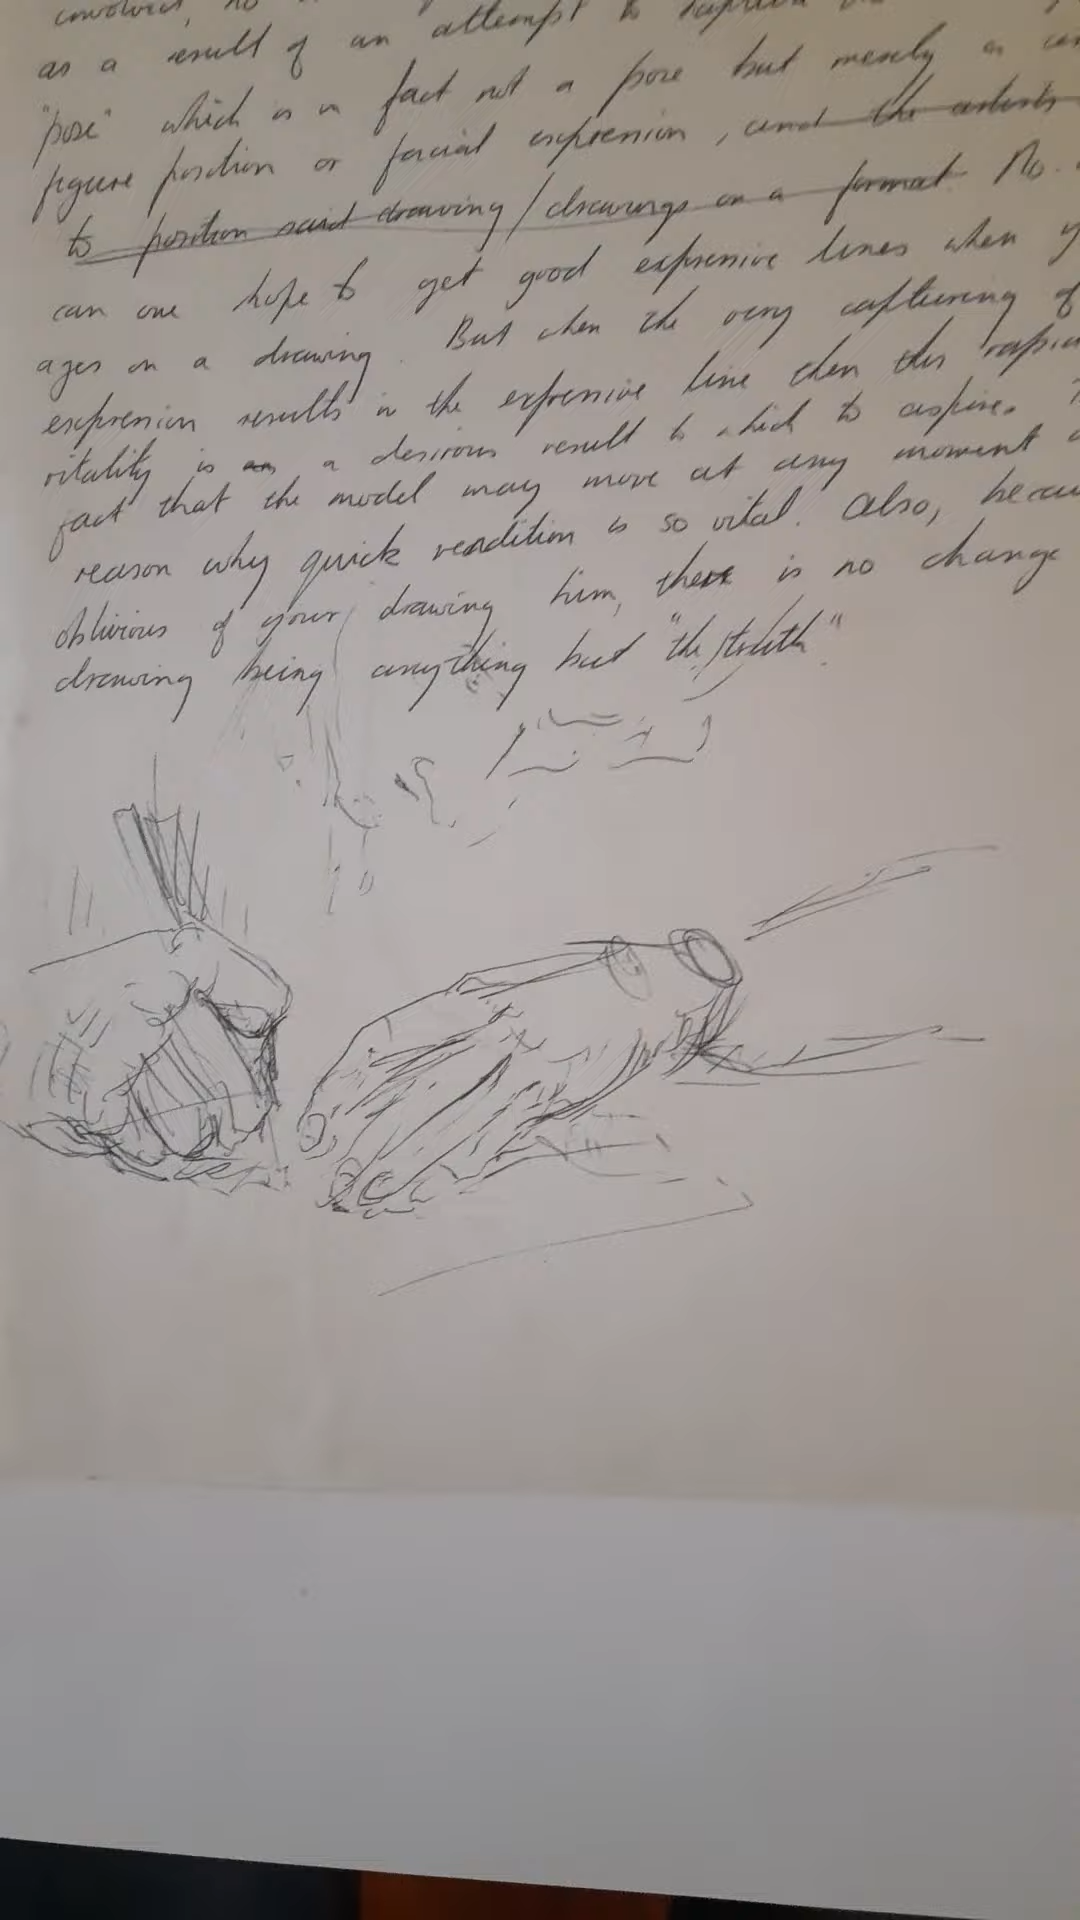 involved, no
as a result of an attempt to capture
"pose" which is in fact not a pose but merely a
figure position or facial expression, and the artists
to position said drawing/drawings on a format. No
can one hope to get good expressive lines when
ages on a drawing. But when the very capturing of
expression results in the expressive line then this
vitality is a desirous result to which to aspire.
fact that the model may move at any moment
reason why quick rendition is so vital. Also,
oblivious of your drawing him, there is no change
drawing being anything but "the truth".